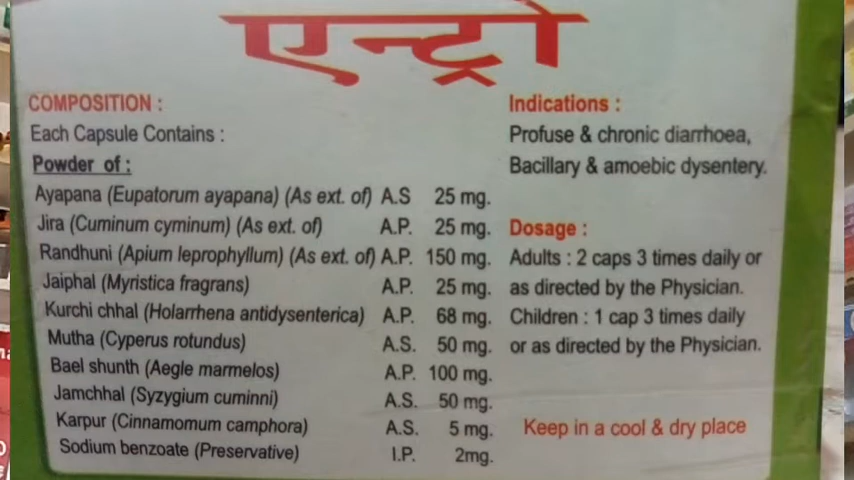 एन्ट्रो
COMPOSITION :
Each Capsule Contains :
Powder of :
Ayapana (Eupatorum ayapana) (As ext. of) A.S 25 mg.
Jira (Cuminum cyminum) (As ext. of) A.P. 25 mg.
Randhuni (Apium leprophyllum) (As ext. of) A.P. 150 mg.
Jaiphal (Myristica fragrans) A.P. 25 mg.
Kurchi chhal (Holarrhena antidysenterica) A.P. 68 mg.
Mutha (Cyperus rotundus) A.S. 50 mg.
Bael shunth (Aegle marmelos) A.P. 100 mg.
Jamchhal (Syzygium cuminni) A.S. 50 mg.
Karpur (Cinnamomum camphora) A.S. 5 mg.
Sodium benzoate (Preservative) I.P. 2mg.
Indications :
Profuse & chronic diarrhoea,
Bacillary & amoebic dysentery.
Dosage :
Adults : 2 caps 3 times daily or
as directed by the Physician.
Children : 1 cap 3 times daily
or as directed by the Physician.
Keep in a cool & dry place